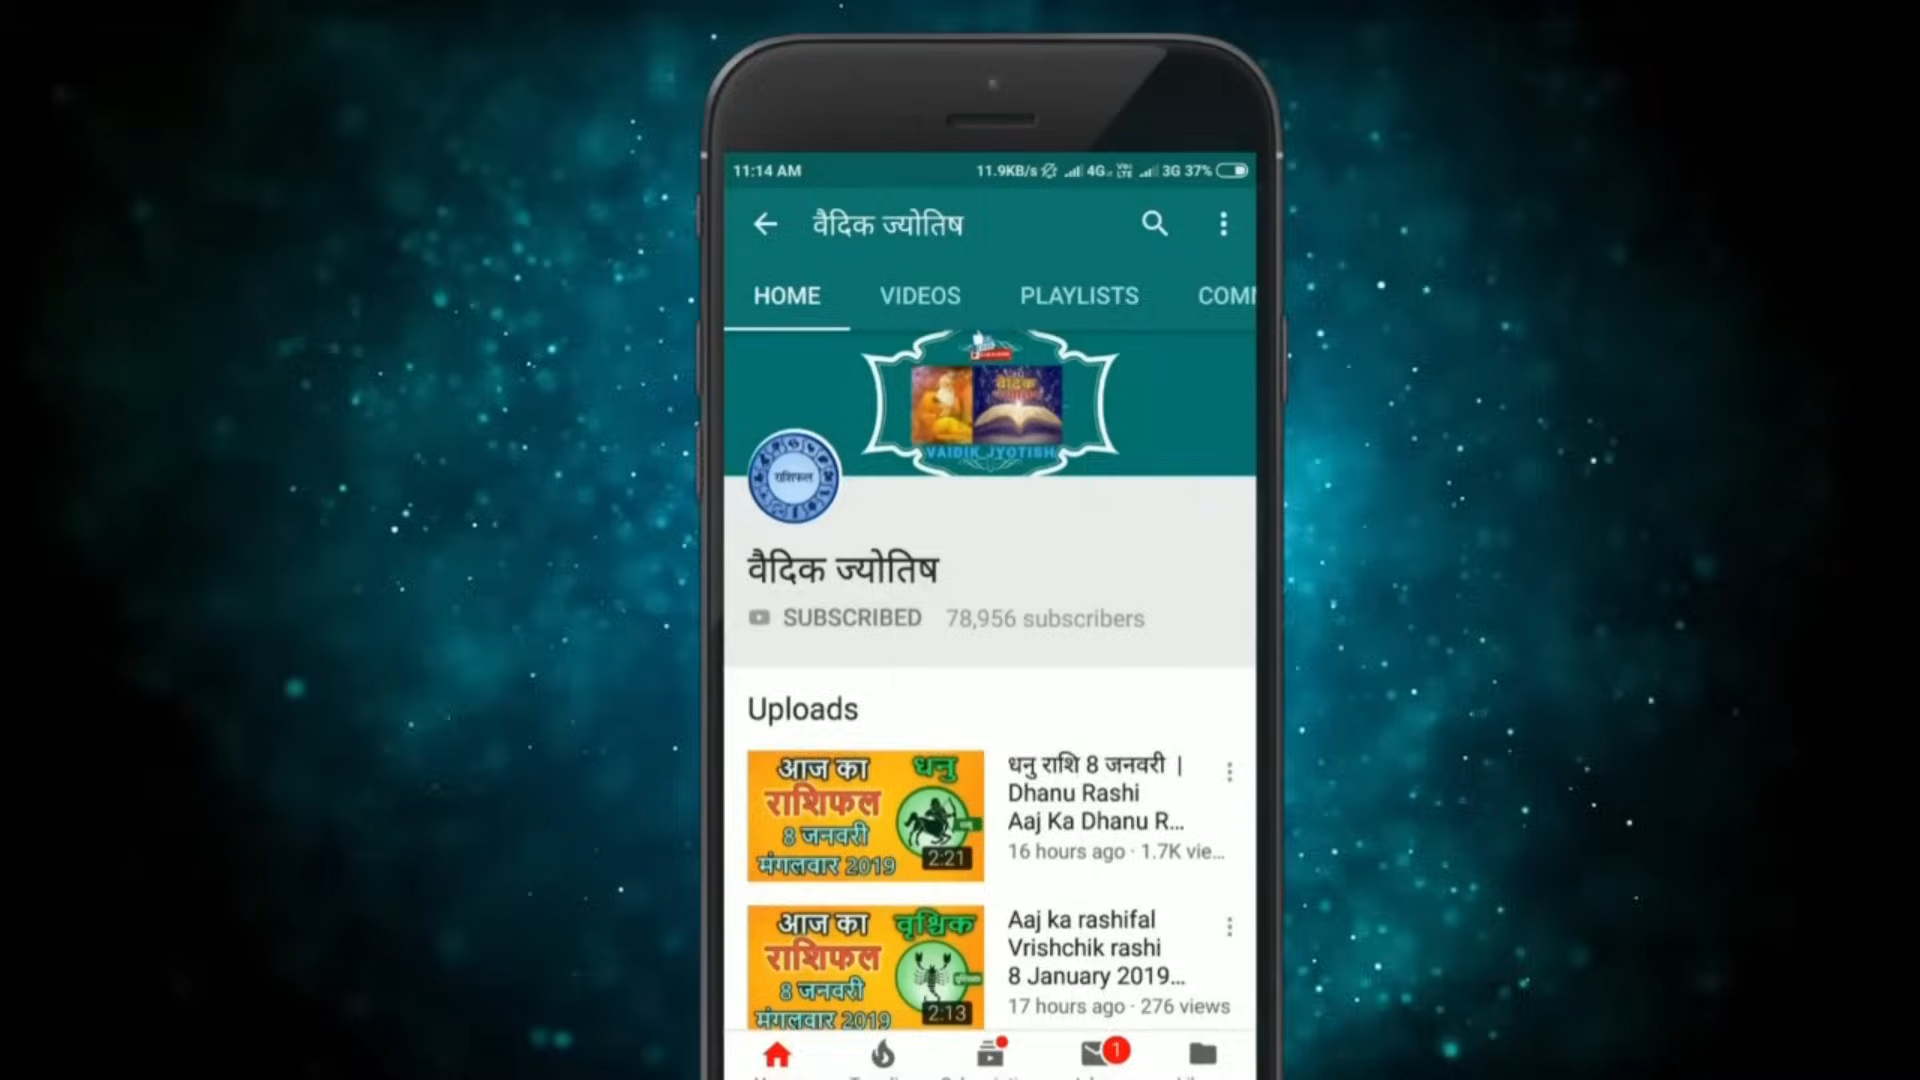 11:14 AM
11.9KB/s 4G VoLTE 3G 37%
वैदिक ज्योतिष
HOME VIDEOS PLAYLISTS COMM
वैदिक
VAIDIK JYOTISH
राशिफल
वैदिक ज्योतिष
SUBSCRIBED 78,956 subscribers
Uploads
आज का धनु
राशिफल
8 जनवरी
मंगलवार 2019
2:21
धनु राशि 8 जनवरी |
Dhanu Rashi
Aaj Ka Dhanu R...
16 hours ago · 1.7K vie...
आज का वृश्चिक
राशिफल
8 जनवरी
मंगलवार 2019
2:13
Aaj ka rashifal
Vrishchik rashi
8 January 2019...
17 hours ago · 276 views
1